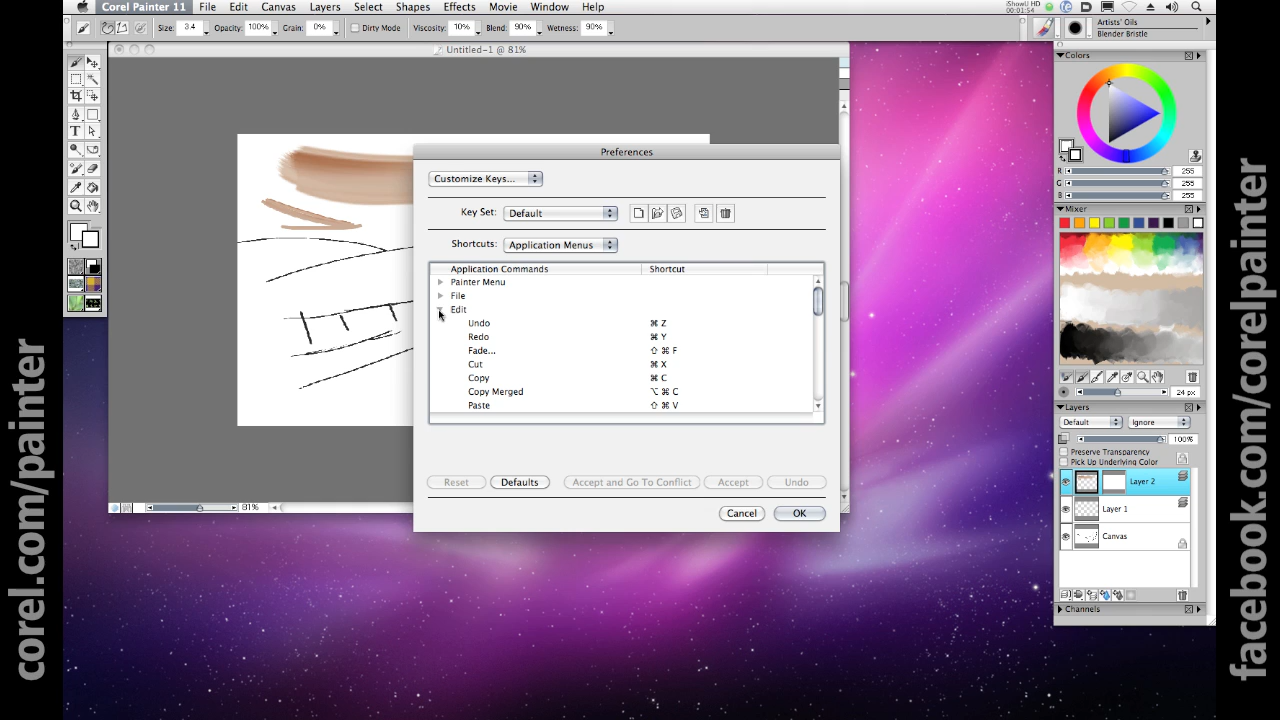 Corel Painter 11 File Edit Canvas Layers Select Shapes Effects Movie Window Help
iShowU HD
00:01:54
Size: 3.4 Opacity: 100% Grain: 0% Dirty Mode Viscosity: 10% Blend: 90% Wetness: 90%
Artists' Oils
Blender Bristle
Untitled-1 @ 81%
T
81%
Preferences
Customize Keys...
Key Set: Default
Shortcuts: Application Menus
Application Commands Shortcut
Painter Menu
File
Edit
Undo ⌘ Z
Redo ⌘ Y
Fade... ⇧ ⌘ F
Cut ⌘ X
Copy ⌘ C
Copy Merged ⌥ ⌘ C
Paste ⇧ ⌘ V
Reset Defaults Accept and Go To Conflict Accept Undo
Cancel OK
Colors
R 255
G 255
B 255
Mixer
24 px
Layers
Default Ignore
100%
Preserve Transparency
Pick Up Underlying Color
Layer 2
Layer 1
Canvas
Channels
corel.com/painter
facebook.com/corelpainter